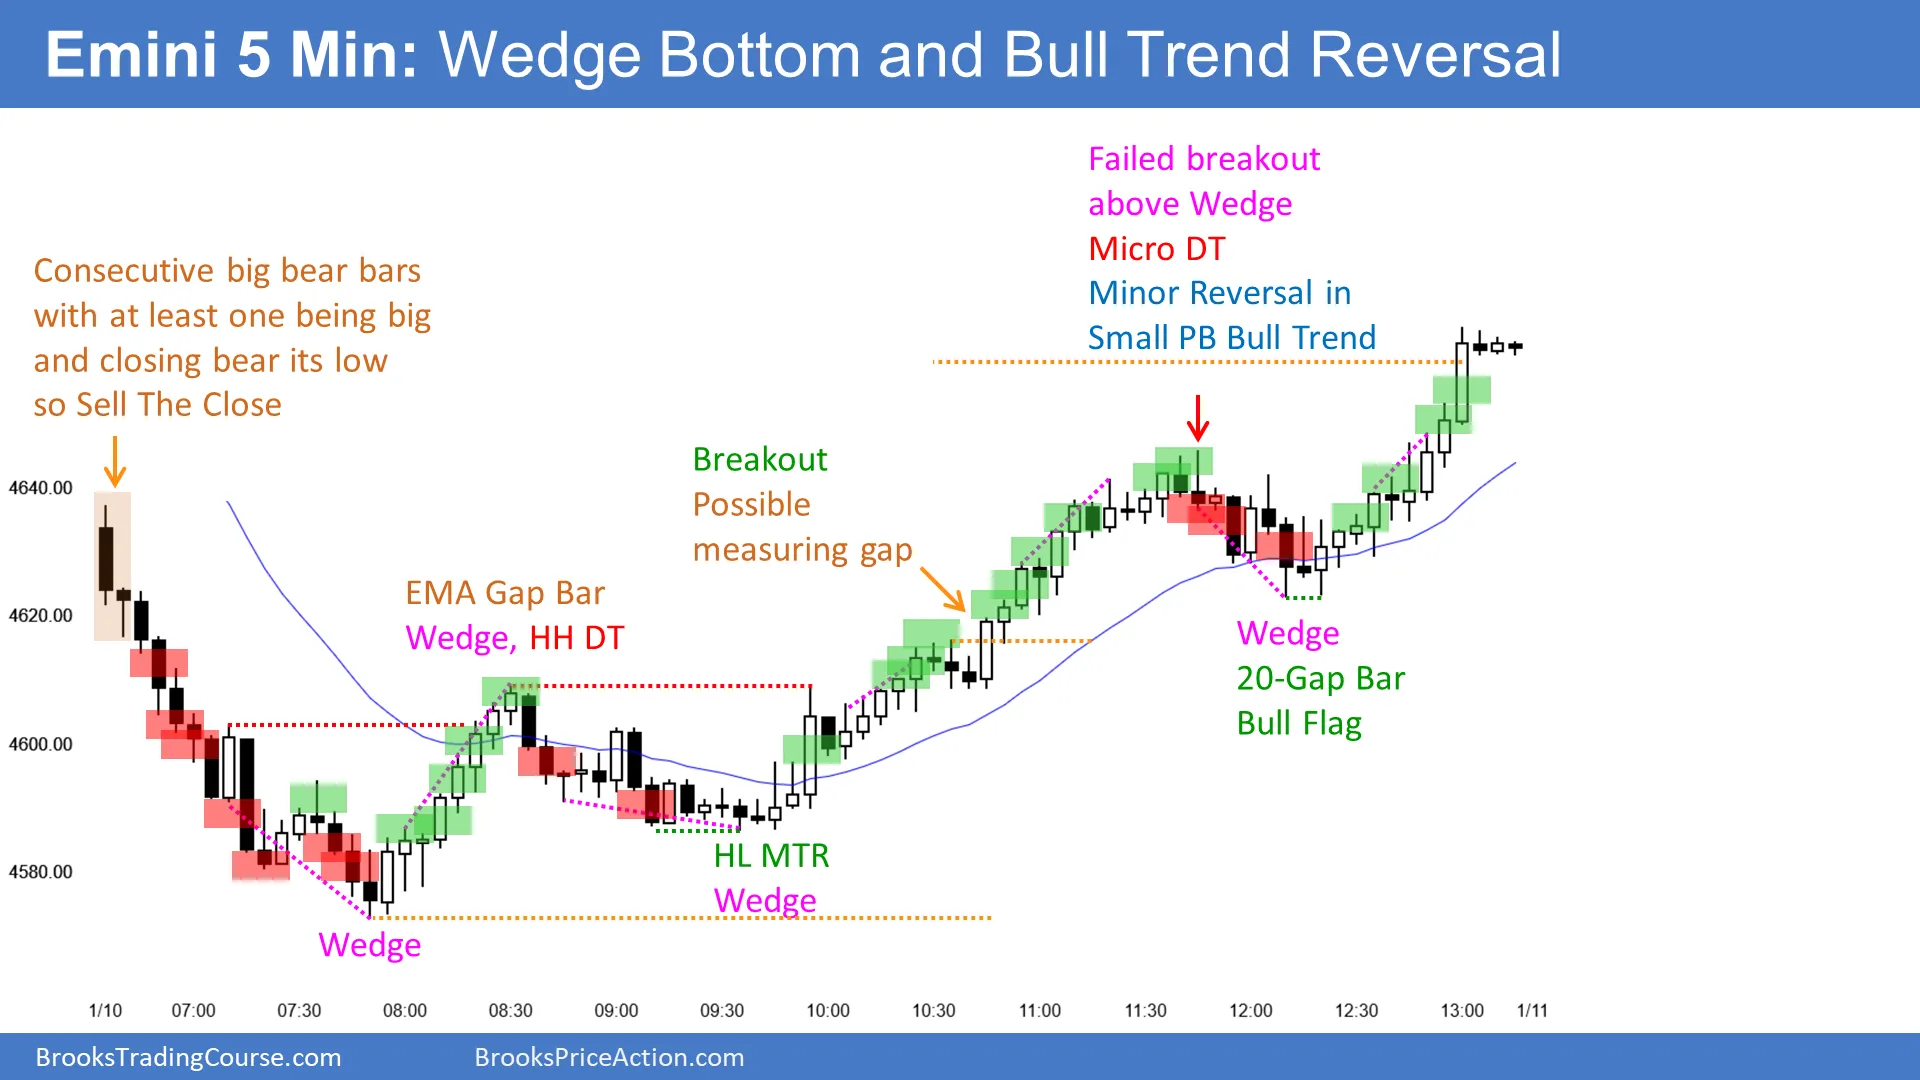 Emini 5 Min: Wedge Bottom and Bull Trend Reversal
Failed breakout
above Wedge
Micro DT
Minor Reversal in
Small PB Bull Trend
Consecutive big bear bars
with at least one being big
and closing bear its low
so Sell The Close
Breakout
Possible
measuring gap
EMA Gap Bar
Wedge, HH DT
Wedge
20-Gap Bar
Bull Flag
HL MTR
Wedge
Wedge
4640.00
4620.00
4600.00
4580.00
1/10 07:00 07:30 08:00 08:30 09:00 09:30 10:00 10:30 11:00 11:30 12:00 12:30 13:00 1/11
BrooksTradingCourse.com BrooksPriceAction.com